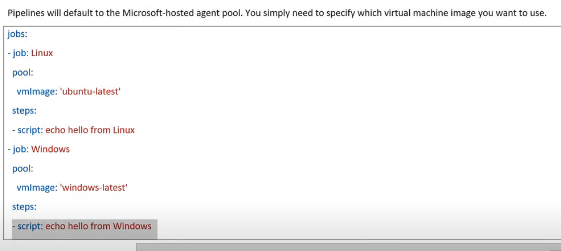 Pipelines will default to the Microsoft-hosted agent pool. You simply need to specify which virtual machine image you want to use.
jobs:
- job: Linux
pool:
vmImage: 'ubuntu-latest'
steps:
- script: echo hello from Linux
- job: Windows
pool:
vmImage: 'windows-latest'
steps:
- script: echo hello from Windows